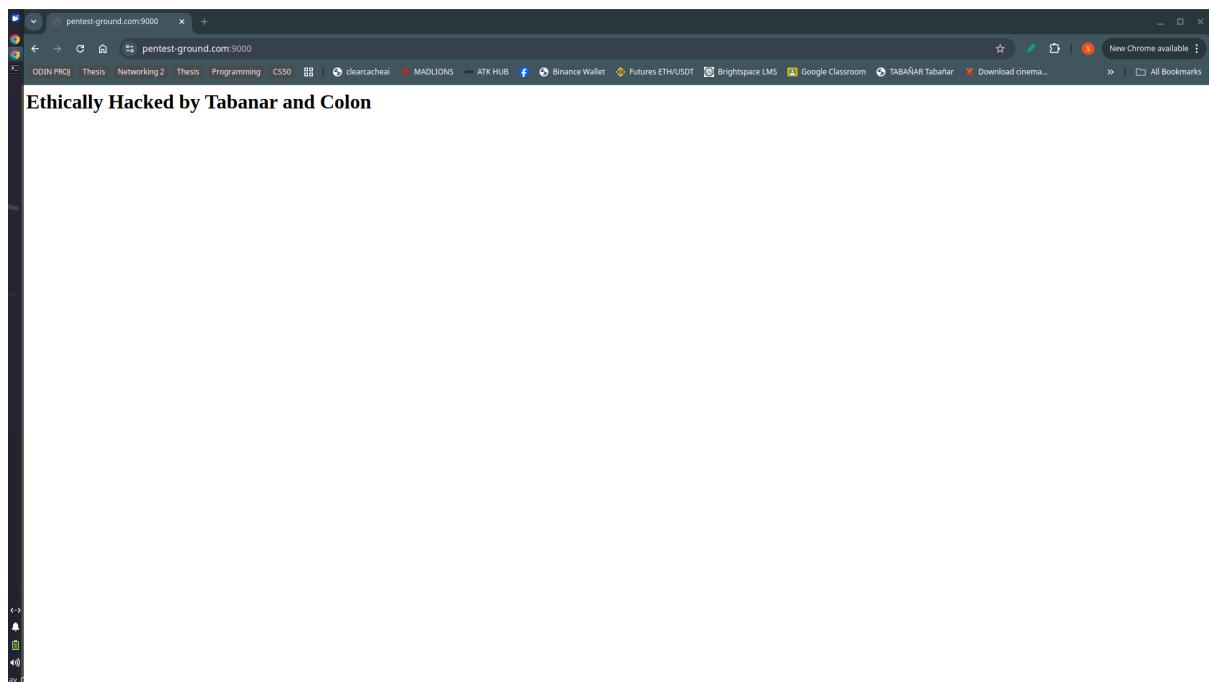 pentest-ground.com:9000
pentest-ground.com:9000
S
New Chrome available
ODIN PROJ Thesis Networking 2 Thesis Programming CS50 clearcacheai MADLIONS ATK HUB Binance Wallet Futures ETH/USDT Brightspace LMS Google Classroom TABAÑAR Tabañar Download cinema... » All Bookmarks
Ethically Hacked by Tabanar and Colon